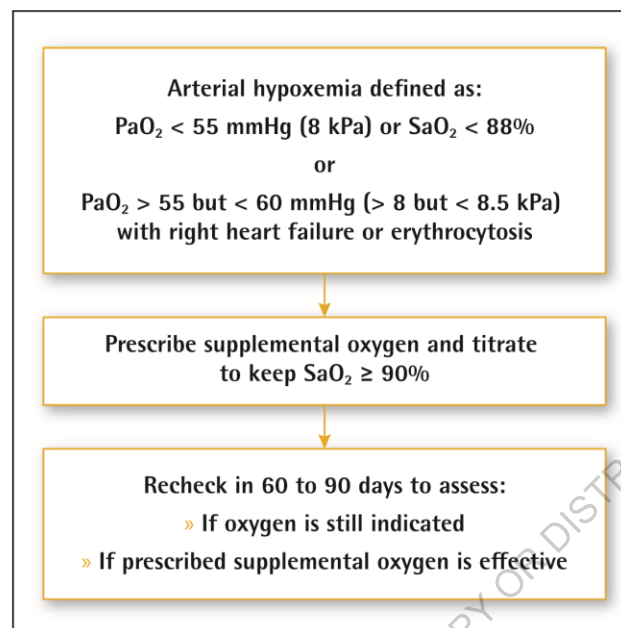 Arterial hypoxemia defined as:
PaO₂ < 55 mmHg (8 kPa) or SaO₂ < 88%
or
PaO₂ > 55 but < 60 mmHg (> 8 but < 8.5 kPa)
with right heart failure or erythrocytosis
Prescribe supplemental oxygen and titrate
to keep SaO₂ ≥ 90%
Recheck in 60 to 90 days to assess:
» If oxygen is still indicated
» If prescribed supplemental oxygen is effective
PY OR DISTR